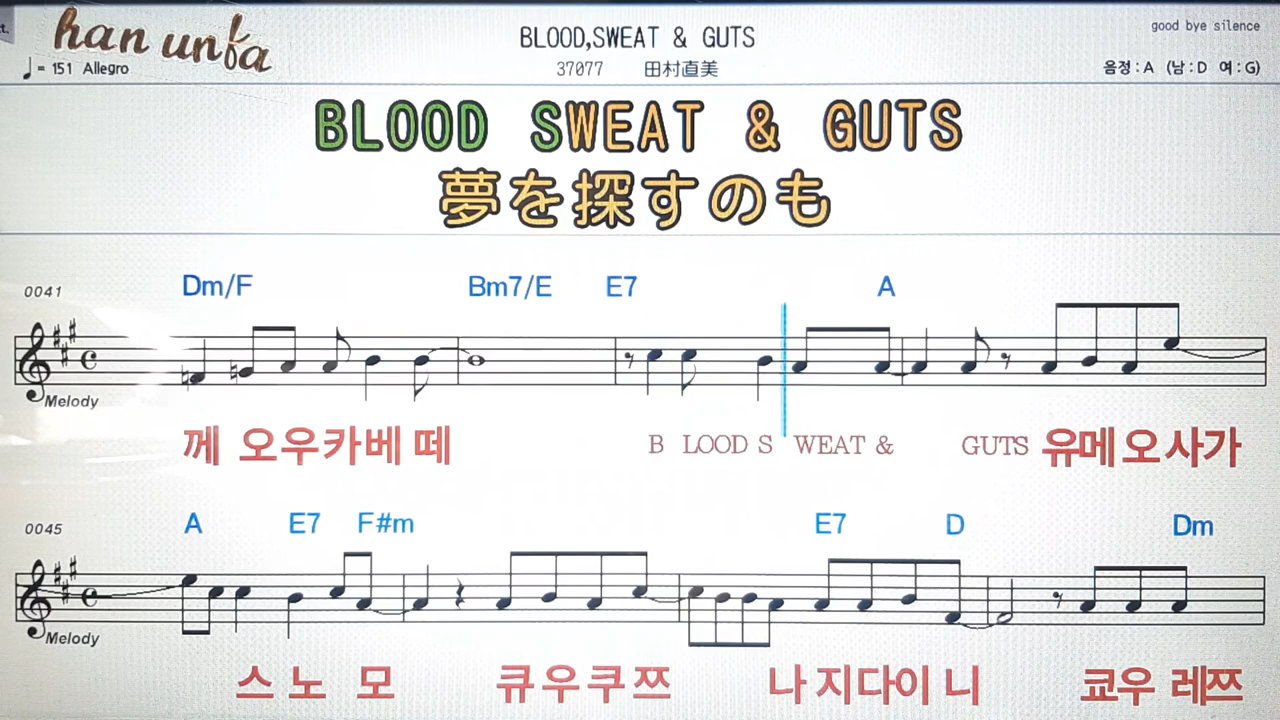 t.
han unfa
BLOOD,SWEAT & GUTS
good bye silence
♩= 151 Allegro
37077 田村直美
음정 : A (남 : D 여 : G)
BLOOD SWEAT & GUTS
夢を探すのも
0041 Dm/F Bm7/E E7 A
Melody
께 오우카베 떼 B LOOD S WEAT & GUTS 유메오사가
0045 A E7 F#m E7 D Dm
Melody
스노 모 큐우쿠쯔 나지다이 니 쿄우 레쯔